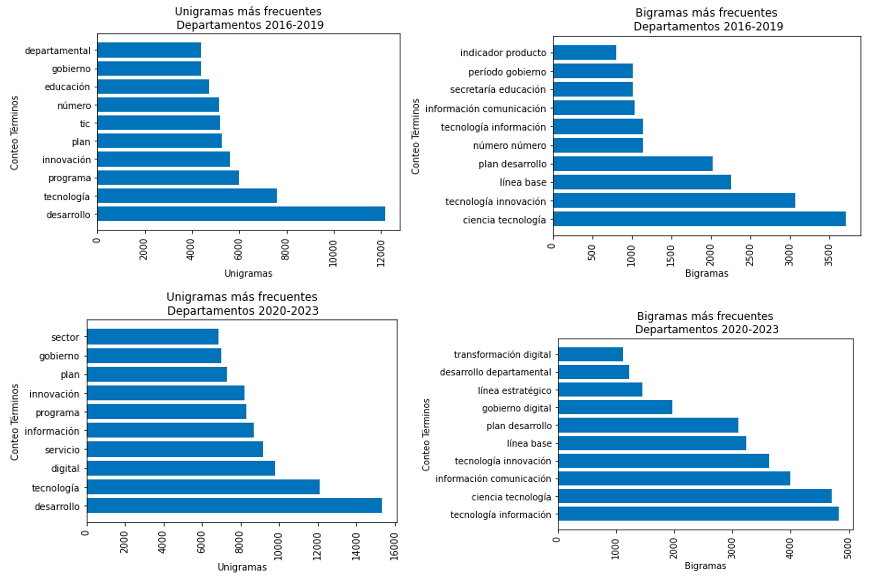 Unigramas más frecuentes
Departamentos 2016-2019
Conteo Términos
departamental
gobierno
educación
número
tic
plan
innovación
programa
tecnología
desarrollo
0
2000
4000
6000
8000
10000
12000
Unigramas
Bigramas más frecuentes
Departamentos 2016-2019
Conteo Términos
indicador producto
período gobierno
secretaría educación
información comunicación
tecnología información
número número
plan desarrollo
línea base
tecnología innovación
ciencia tecnología
0
500
1000
1500
2000
2500
3000
3500
Bigramas
Unigramas más frecuentes
Departamentos 2020-2023
Conteo Términos
sector
gobierno
plan
innovación
programa
información
servicio
digital
tecnología
desarrollo
0
2000
4000
6000
8000
10000
12000
14000
16000
Unigramas
Bigramas más frecuentes
Departamentos 2020-2023
Conteo Términos
transformación digital
desarrollo departamental
línea estratégico
gobierno digital
plan desarrollo
línea base
tecnología innovación
información comunicación
ciencia tecnología
tecnología información
0
1000
2000
3000
4000
5000
Bigramas